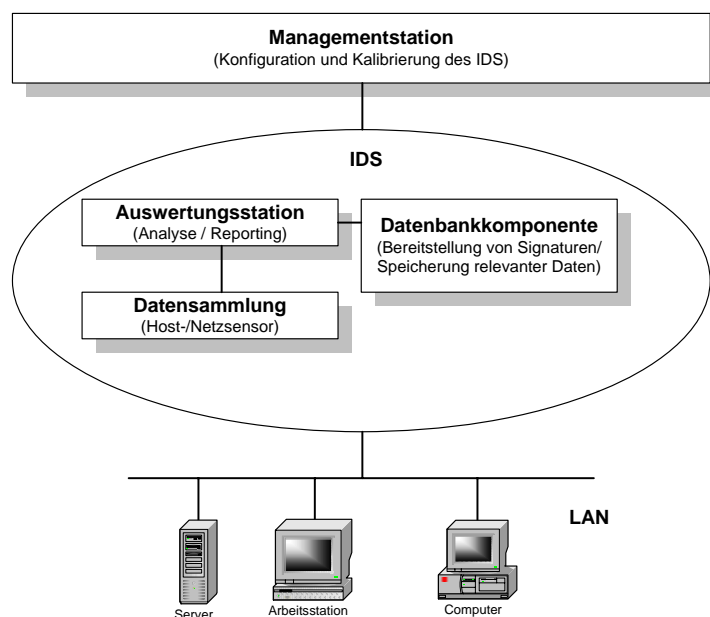 Managementstation
(Konfiguration und Kalibrierung des IDS)
IDS
Auswertungsstation
(Analyse / Reporting)
Datenbankkomponente
(Bereitstellung von Signaturen/
Speicherung relevanter Daten)
Datensammlung
(Host-/Netzsensor)
LAN
Server
Arbeitsstation
Computer